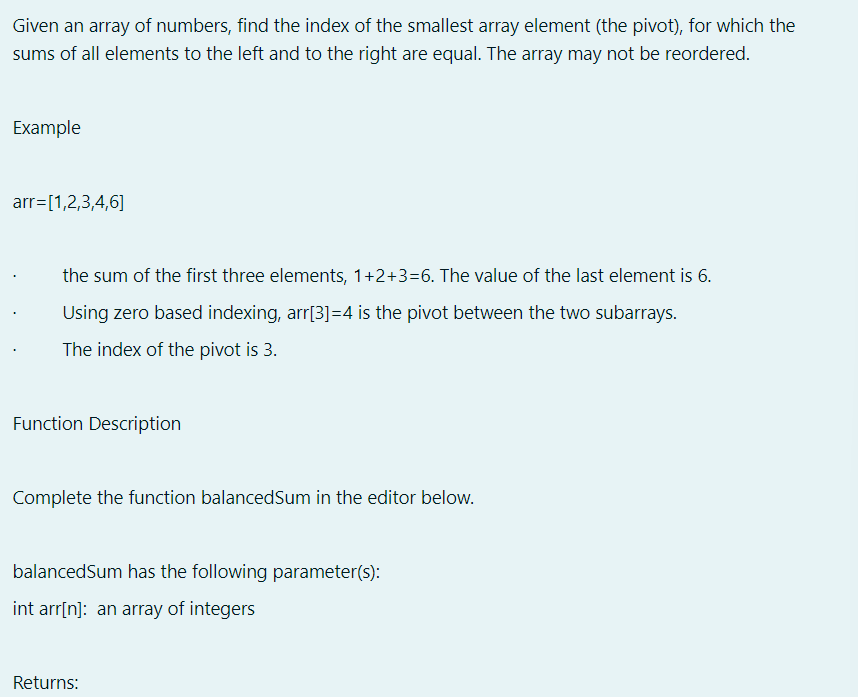 Given an array of numbers, find the index of the smallest array element (the pivot), for which the
sums of all elements to the left and to the right are equal. The array may not be reordered.
Example
arr=[1,2,3,4,6]
· the sum of the first three elements, 1+2+3=6. The value of the last element is 6.
· Using zero based indexing, arr[3]=4 is the pivot between the two subarrays.
· The index of the pivot is 3.
Function Description
Complete the function balancedSum in the editor below.
balancedSum has the following parameter(s):
int arr[n]: an array of integers
Returns: